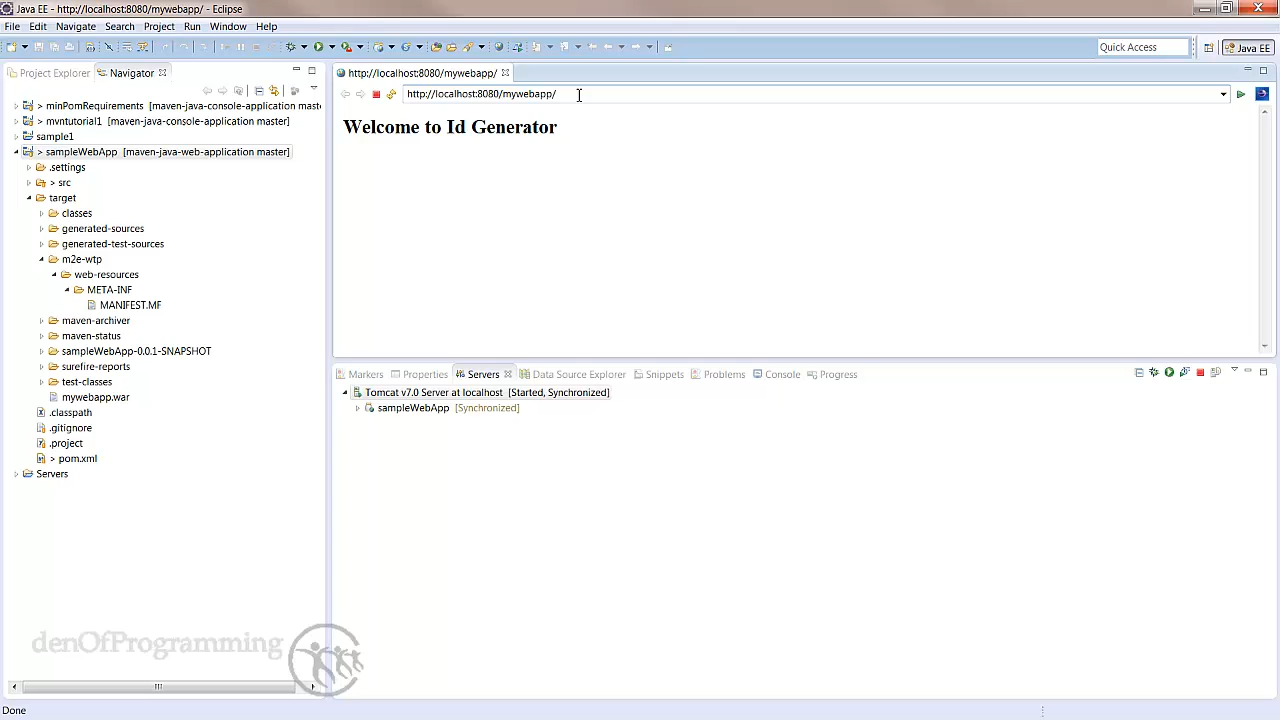 Java EE - http://localhost:8080/mywebapp/ - Eclipse
File Edit Navigate Search Project Run Window Help
Quick Access
Java EE
Project Explorer
Navigator
> minPomRequirements [maven-java-console-application mast
> mvntutorial1 [maven-java-console-application master]
sample1
> sampleWebApp [maven-java-web-application master]
.settings
> src
target
classes
generated-sources
generated-test-sources
m2e-wtp
web-resources
META-INF
MANIFEST.MF
maven-archiver
maven-status
sampleWebApp-0.0.1-SNAPSHOT
surefire-reports
test-classes
mywebapp.war
.classpath
.gitignore
.project
> pom.xml
Servers
http://localhost:8080/mywebapp/
http://localhost:8080/mywebapp/
Welcome to Id Generator
Markers Properties Servers Data Source Explorer Snippets Problems Console Progress
Tomcat v7.0 Server at localhost [Started, Synchronized]
sampleWebApp [Synchronized]
denOfProgramming
Done